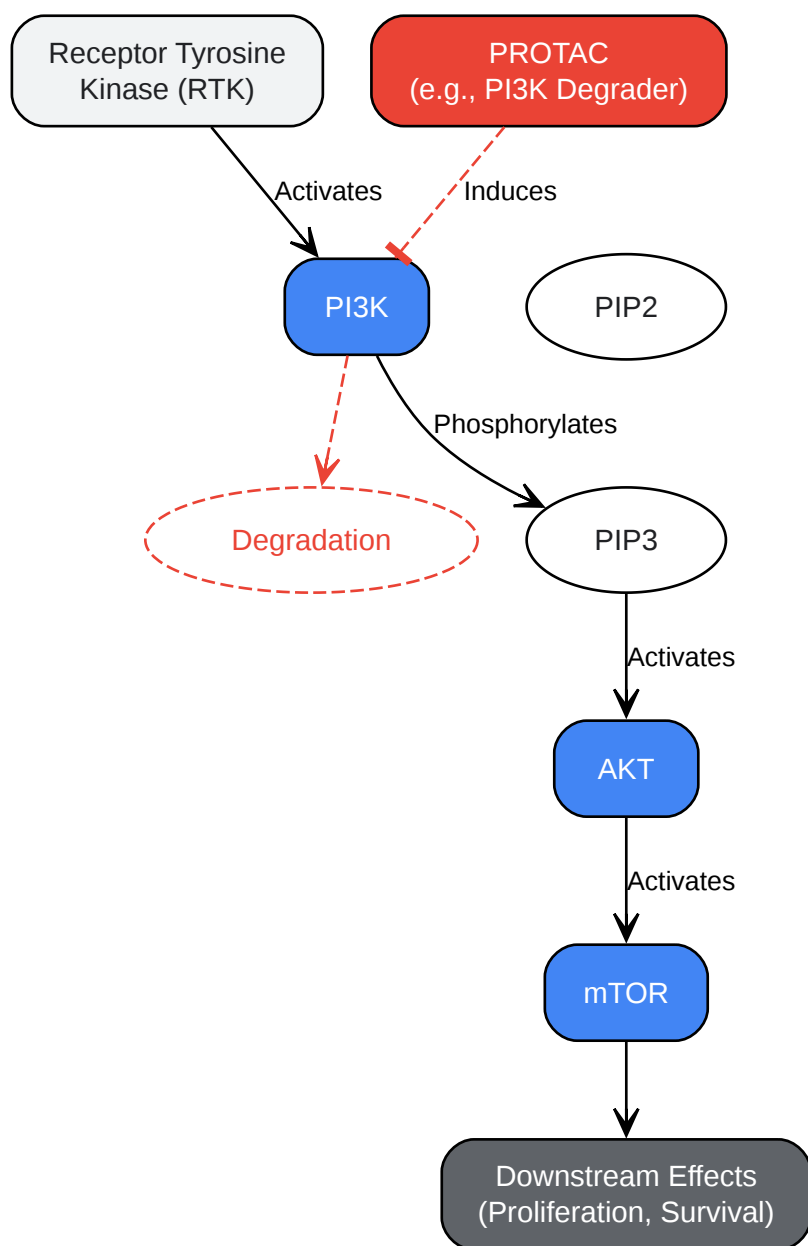 Receptor Tyrosine
Kinase (RTK)
PROTAC
(e.g., PI3K Degrader)
Activates
Induces
PI3K
PIP2
Phosphorylates
Degradation
PIP3
Activates
AKT
Activates
mTOR
Downstream Effects
(Proliferation, Survival)